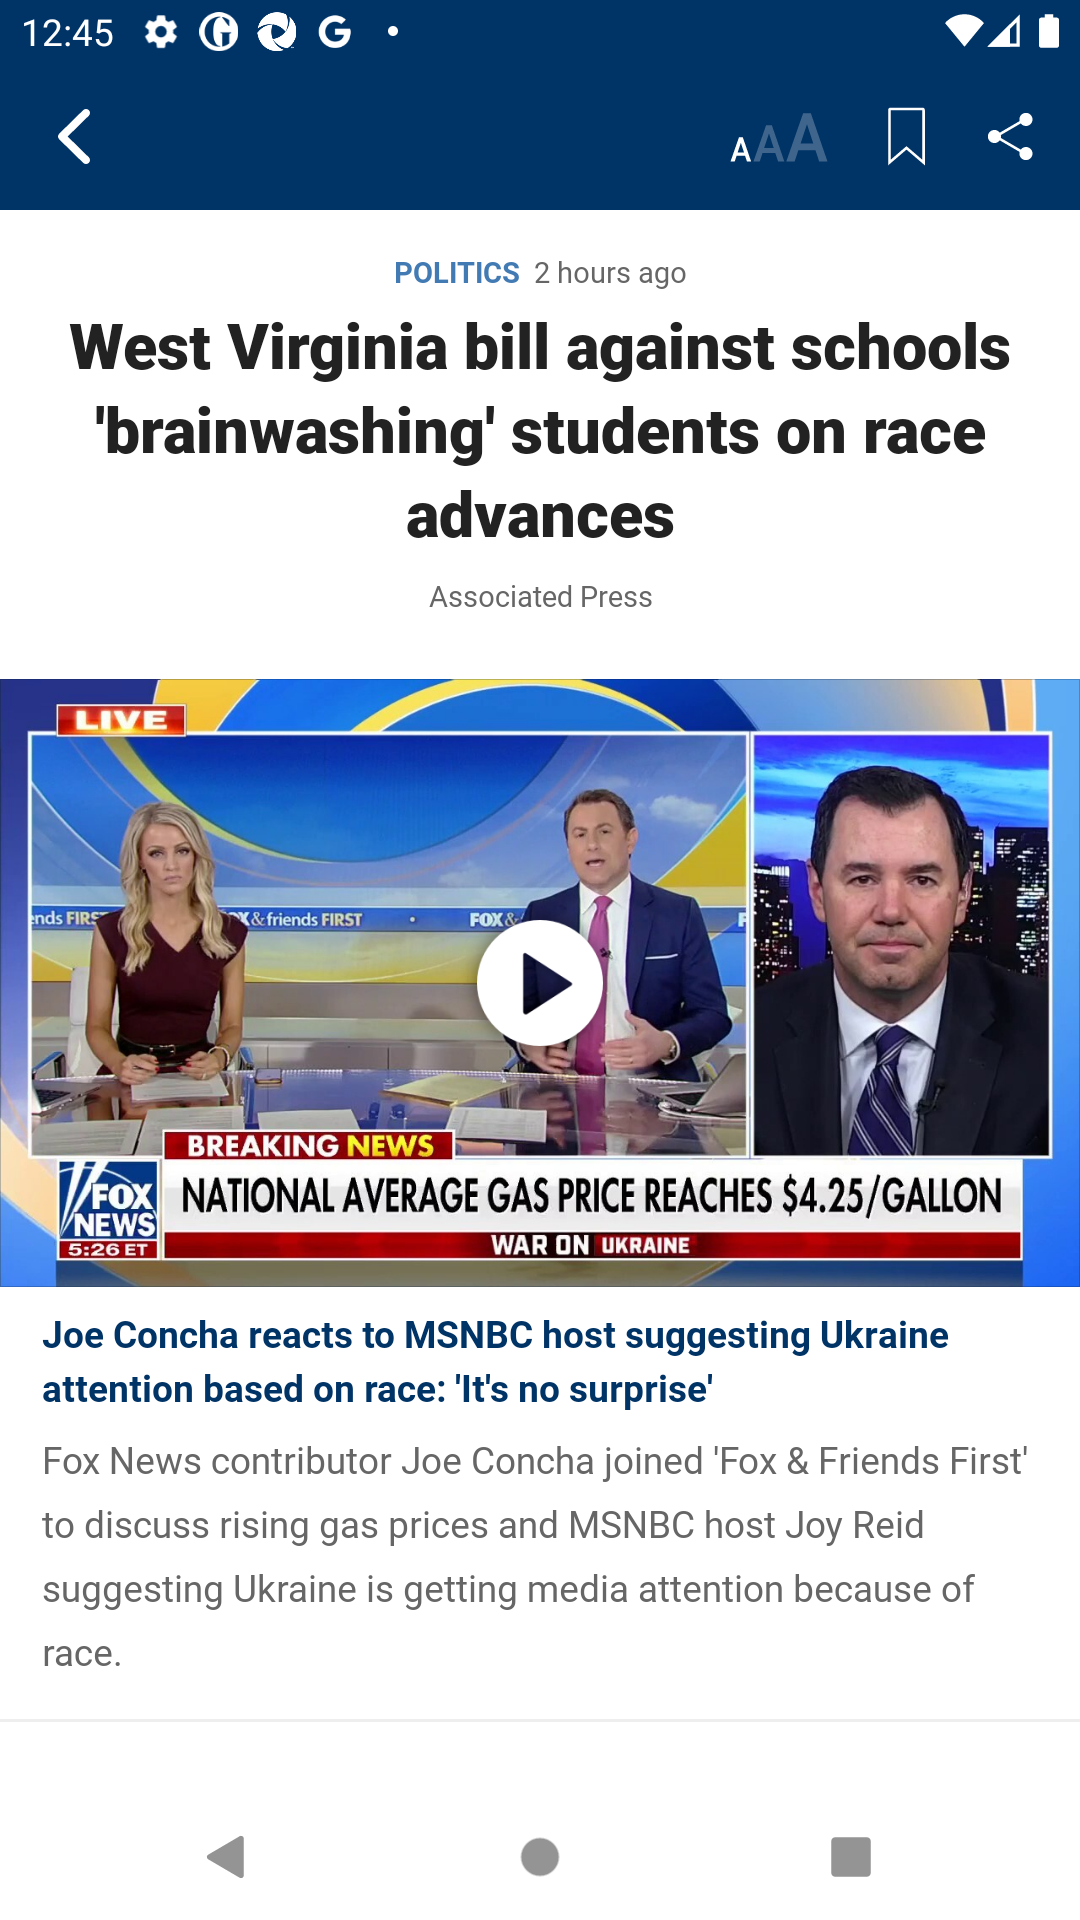 12:45
AAA
POLITICS 2 hours ago
West Virginia bill against schools
'brainwashing' students on race
advances
Associated Press
LIVE
ends FIRS X & friends FIRST FOX &
BREAKING NEWS
FOX NEWS
NATIONAL AVERAGE GAS PRICE REACHES $4.25/GALLON
5:26 ET
WAR ON UKRAINE
Joe Concha reacts to MSNBC host suggesting Ukraine
attention based on race: 'It's no surprise'
Fox News contributor Joe Concha joined 'Fox & Friends First'
to discuss rising gas prices and MSNBC host Joy Reid
suggesting Ukraine is getting media attention because of
race.